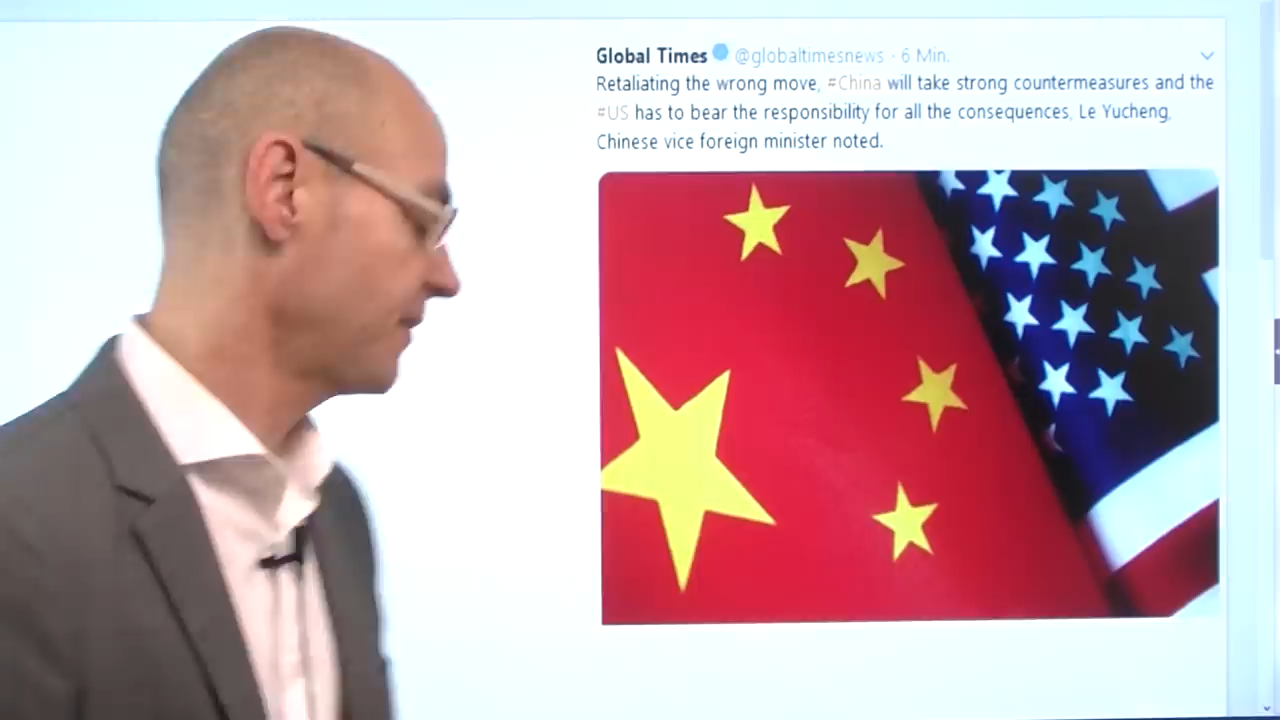 Global Times @globaltimesnews · 6 Min.
Retaliating the wrong move, #China will take strong countermeasures and the
#US has to bear the responsibility for all the consequences, Le Yucheng,
Chinese vice foreign minister noted.